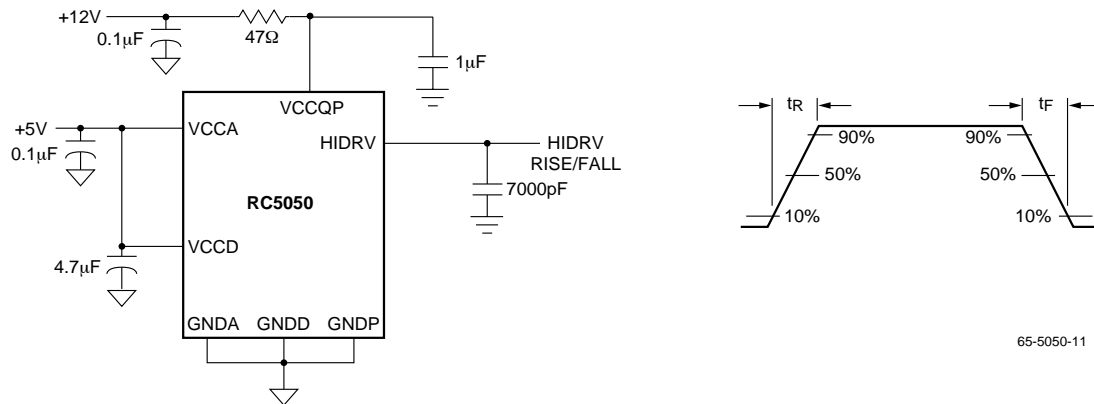 +12V
0.1µF
47Ω
1µF
VCCQP
+5V
VCCA
0.1µF
HIDRV
HIDRV
RISE/FALL
7000pF
RC5050
VCCD
4.7µF
GNDA GNDD GNDP
tR
tF
90%
90%
50%
50%
10%
10%
65-5050-11